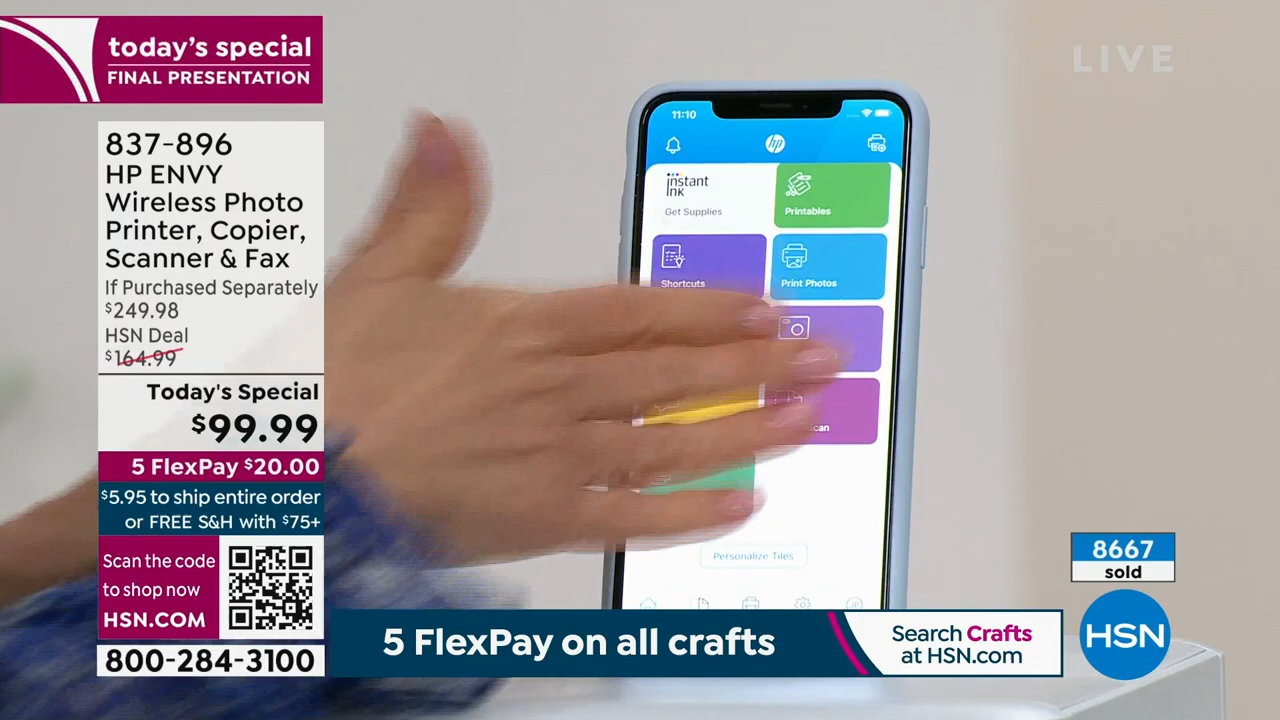 today's special
FINAL PRESENTATION
LIVE
837-896
HP ENVY
Wireless Photo
Printer, Copier,
Scanner & Fax
If Purchased Separately
$249.98
HSN Deal
$164.99
Today's Special
$99.99
5 FlexPay $20.00
$5.95 to ship entire order
or FREE S&H with $75+
Scan the code
to shop now
HSN.COM
800-284-3100
11:10
hp
instant
ink
Get Supplies
Printables
Shortcuts
Print Photos
Personalize Tiles
8667
sold
5 FlexPay on all crafts
Search Crafts
at HSN.com
HSN